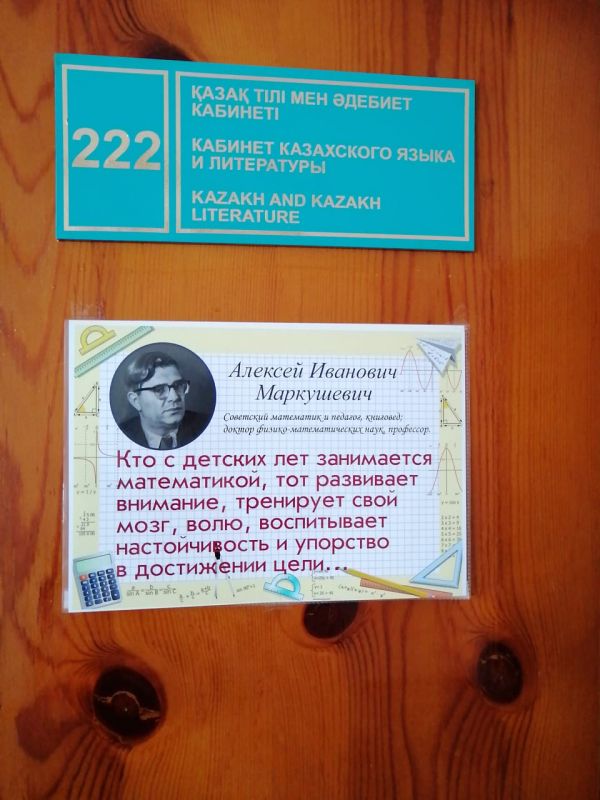 222
ҚАЗАҚ ТІЛІ МЕН ӘДЕБИЕТ
КАБИНЕТІ
КАБИНЕТ КАЗАХСКОГО ЯЗЫКА
И ЛИТЕРАТУРЫ
KAZAKH AND KAZAKH
LITERATURE
Алексей Иванович
Маркушевич
Советский математик и педагог, книговед;
доктор физико-математических наук, профессор.
Кто с детских лет занимается
математикой, тот развивает
внимание, тренирует свой
мозг, волю, воспитывает
настойчивость и упорство
в достижении цели...